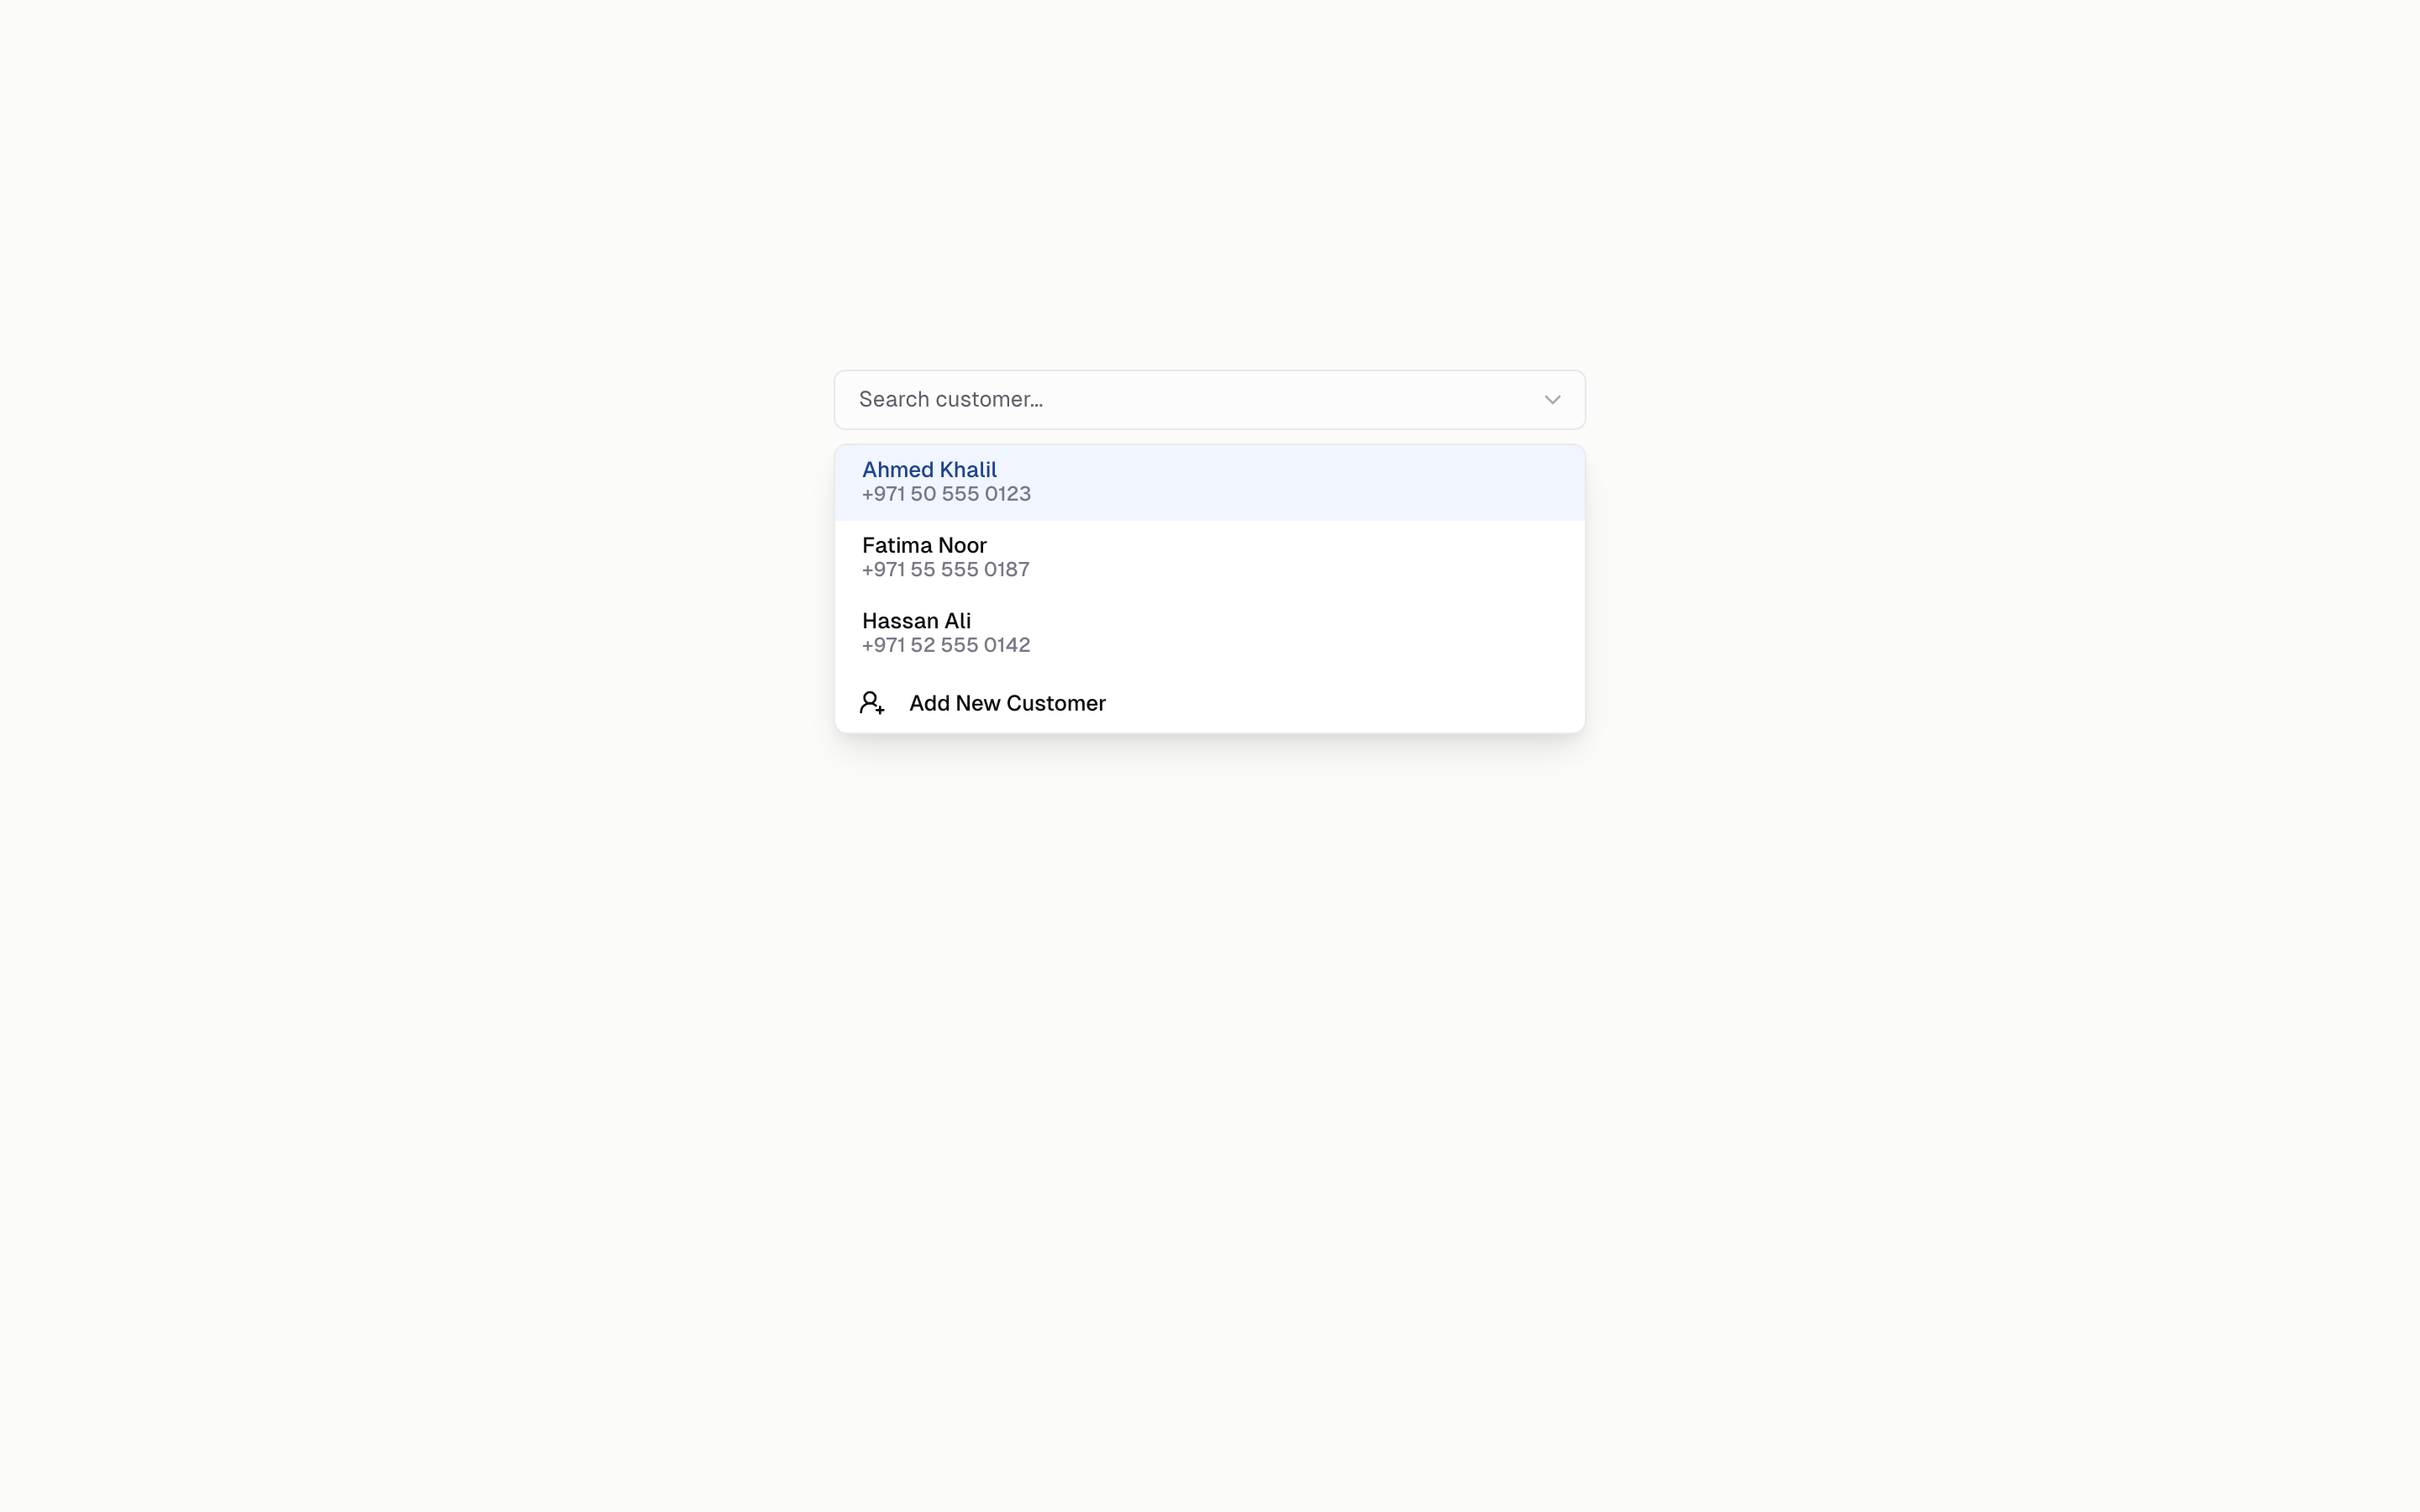 Search customer...
Ahmed Khalil
+971 50 555 0123
Fatima Noor
+971 55 555 0187
Hassan Ali
+971 52 555 0142
Add New Customer